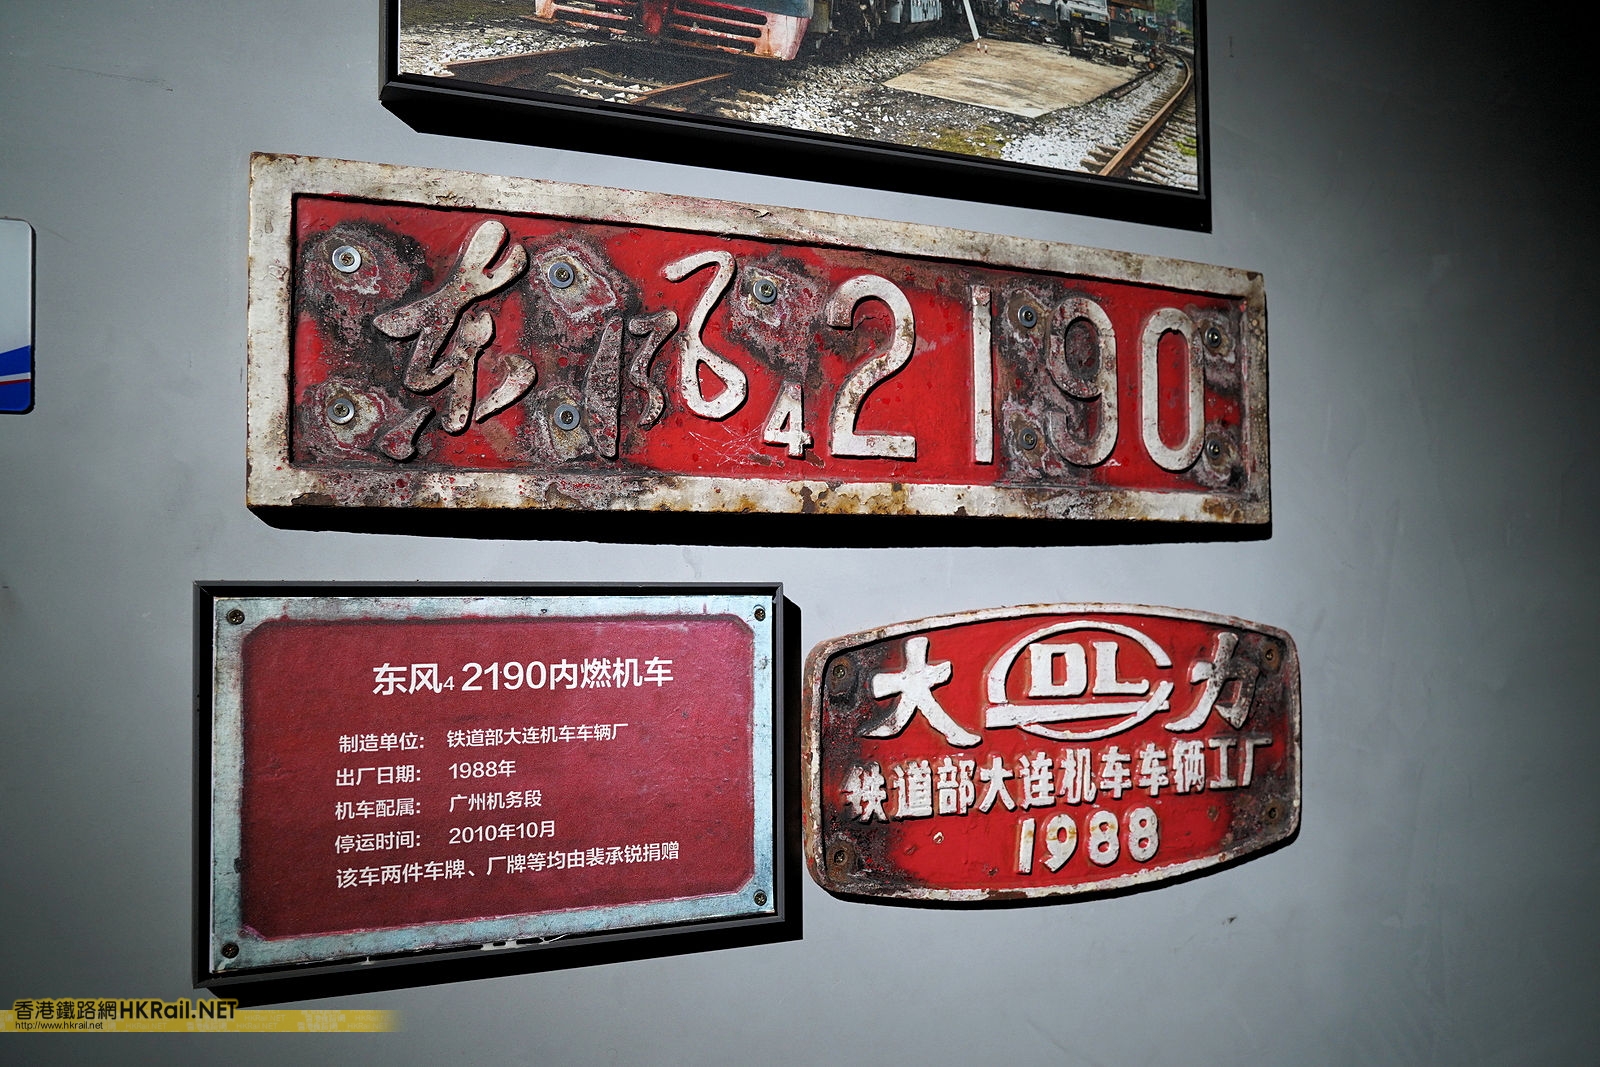 东风4 2190
东风4 2190内燃机车
制造单位: 铁道部大连机车车辆厂
出厂日期: 1988年
机车配属: 广州机务段
停运时间: 2010年10月
该车两件车牌、厂牌等均由裴承锐捐赠
大 DL 力
铁道部大连机车车辆工厂
1988
香港鐵路網HKRail.NET
http://www.hkrail.net